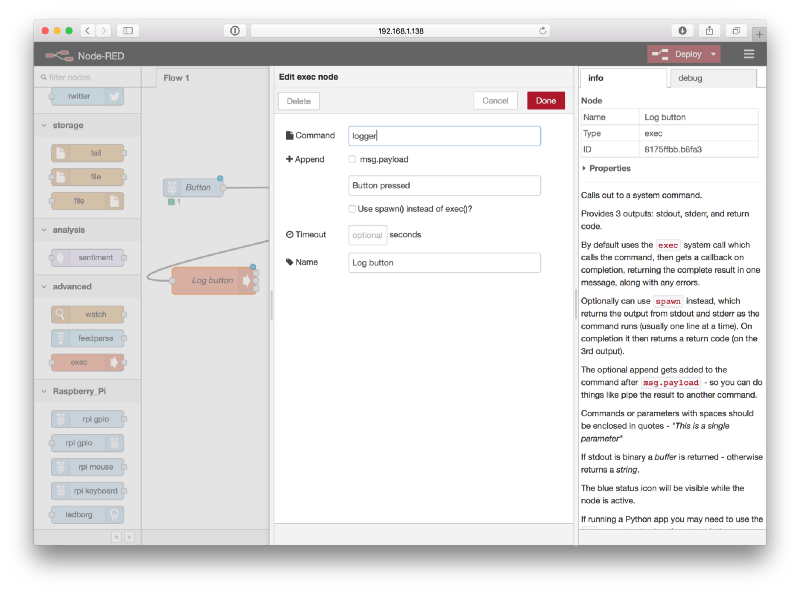 192.168.1.138
Node-RED
Deploy
filter nodes
twitter
storage
tail
file
file
analysis
sentiment
advanced
watch
feedparse
exec
Raspberry_Pi
rpi gpio
rpi gpio
rpi mouse
rpi keyboard
ledborg
Flow 1
Button
1
Log button
Edit exec node
Delete
Cancel
Done
Command
logger
Append
msg.payload
Button pressed
Use spawn() instead of exec()?
Timeout
optional
seconds
Name
Log button
info
debug
Node
Name
Log button
Type
exec
ID
8175ffbb.b6fa3
Properties
Calls out to a system command.
Provides 3 outputs: stdout, stderr, and return
code.
By default uses the exec system call which
calls the command, then gets a callback on
completion, returning the complete result in one
message, along with any errors.
Optionally can use spawn instead, which
returns the output from stdout and stderr as the
command runs (usually one line at a time). On
completion it then returns a return code (on the
3rd output).
The optional append gets added to the
command after msg.payload - so you can do
things like pipe the result to another command.
Commands or parameters with spaces should
be enclosed in quotes - "This is a single
parameter"
If stdout is binary a buffer is returned - otherwise
returns a string.
The blue status icon will be visible while the
node is active.
If running a Python app you may need to use the